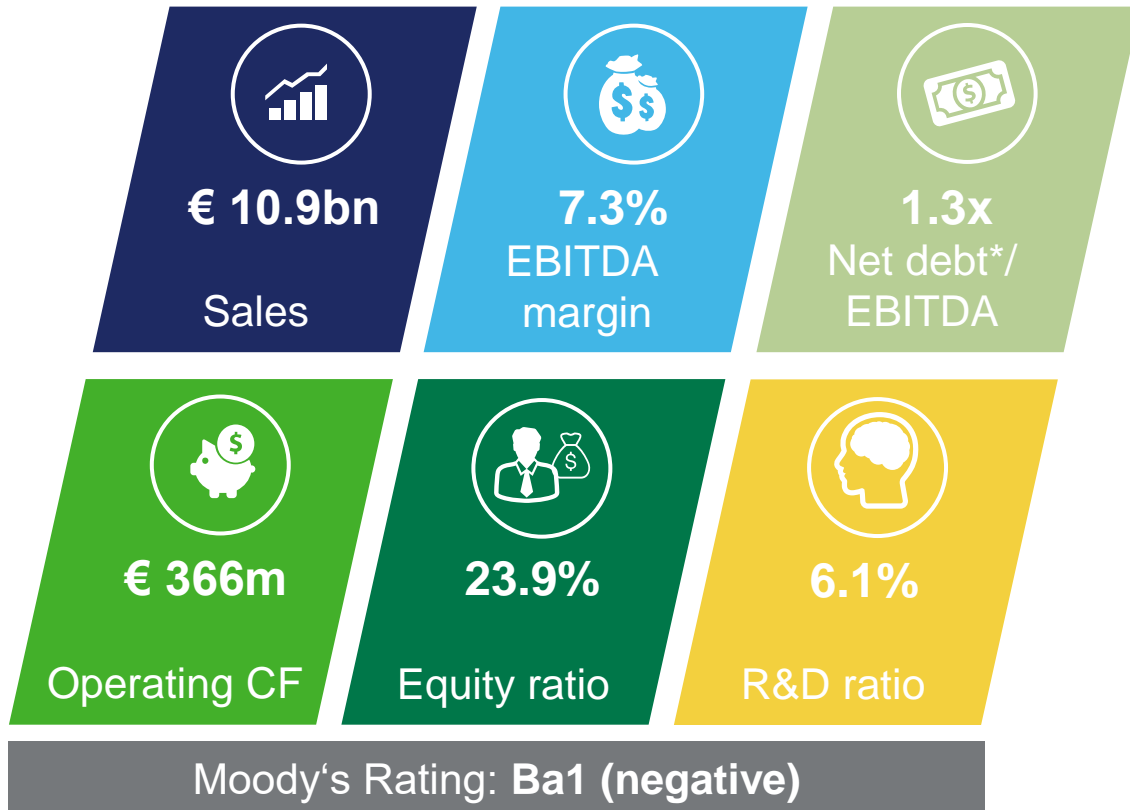 € 10.9bn
Sales
7.3%
EBITDA
margin
1.3x
Net debt*/
EBITDA
€ 366m
Operating CF
23.9%
Equity ratio
6.1%
R&D ratio
Moody‘s Rating: Ba1 (negative)